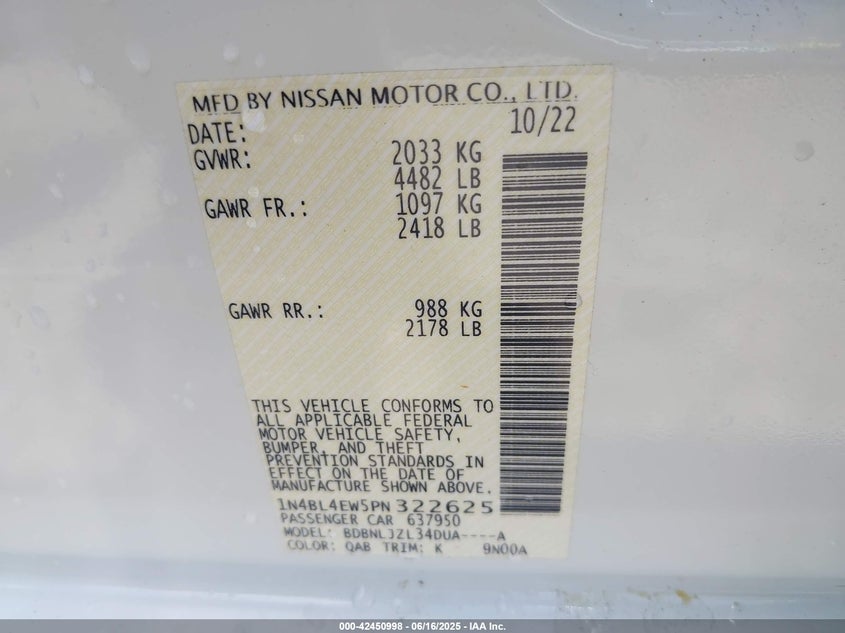 MFD BY NISSAN MOTOR CO., LTD.
DATE: 10/22
GVWR: 2033 KG
4482 LB
GAWR FR.: 1097 KG
2418 LB
GAWR RR.: 988 KG
2178 LB
THIS VEHICLE CONFORMS TO
ALL APPLICABLE FEDERAL
MOTOR VEHICLE SAFETY,
BUMPER, AND THEFT
PREVENTION STANDARDS IN
EFFECT ON THE DATE OF
MANUFACTURE SHOWN ABOVE.
1N4BL4EW5PN322625
PASSENGER CAR 637950
MODEL: BDBNLJZL34DUA----A
COLOR: QAB TRIM: K 9N00A
000-42450998 - 06/16/2025 - IAA Inc.